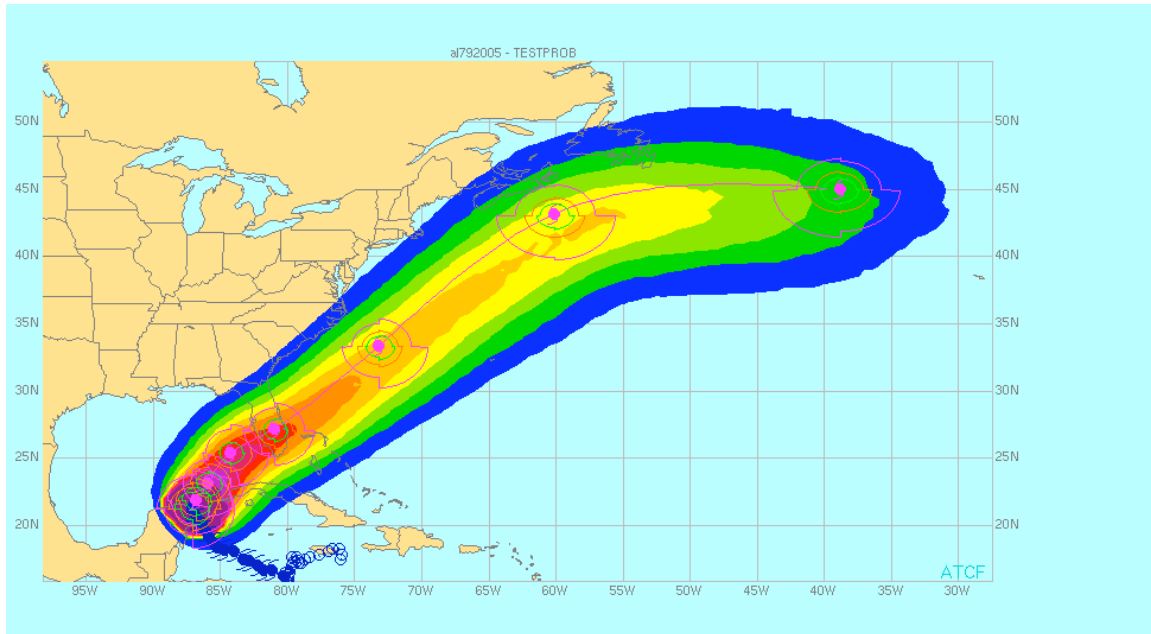 al792005 - TESTPROB
50N 50N
45N 45N
40N 40N
35N 35N
30N 30N
25N 25N
20N 20N
ATCF
95W 90W 85W 80W 75W 70W 65W 60W 55W 50W 45W 40W 35W 30W